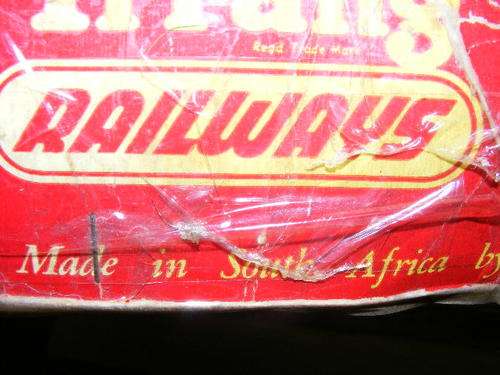 Regd Trade Mark
RAILWAYS
Made in South Africa by